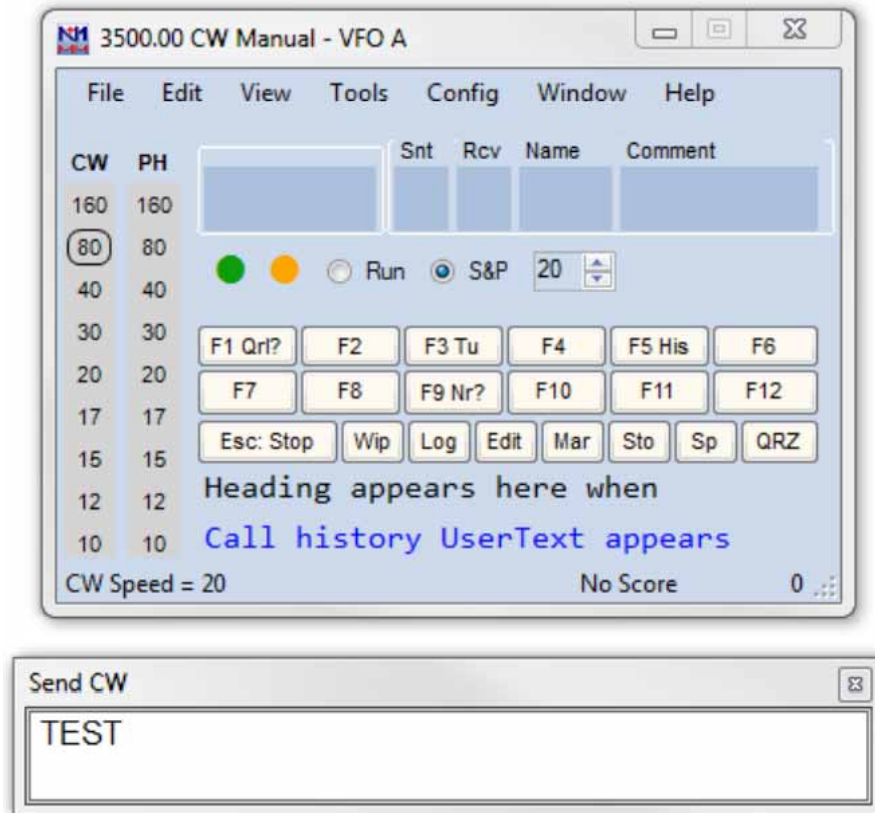 3500.00 CW Manual - VFO A
File Edit View Tools Config Window Help
CW PH Snt Rcv Name Comment
160 160
80 80
Run S&P 20
40 40
30 30 F1 Qrl? F2 F3 Tu F4 F5 His F6
20 20 F7 F8 F9 Nr? F10 F11 F12
17 17
Esc: Stop Wip Log Edit Mar Sto Sp QRZ
15 15
12 12 Heading appears here when
10 10 Call history UserText appears
CW Speed = 20 No Score 0
Send CW
TEST